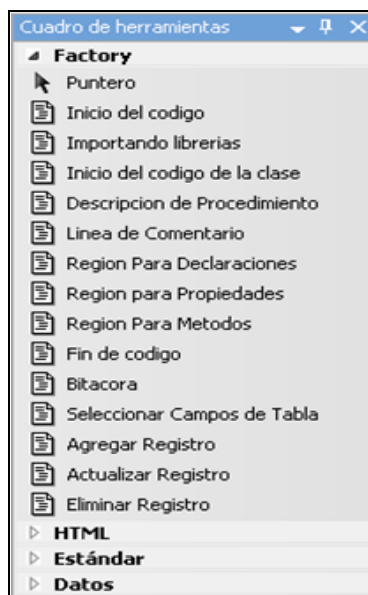 Cuadro de herramientas
Factory
Puntero
Inicio del codigo
Importando librerias
Inicio del codigo de la clase
Descripcion de Procedimiento
Linea de Comentario
Region Para Declaraciones
Region para Propiedades
Region Para Metodos
Fin de codigo
Bitacora
Seleccionar Campos de Tabla
Agregar Registro
Actualizar Registro
Eliminar Registro
HTML
Estándar
Datos